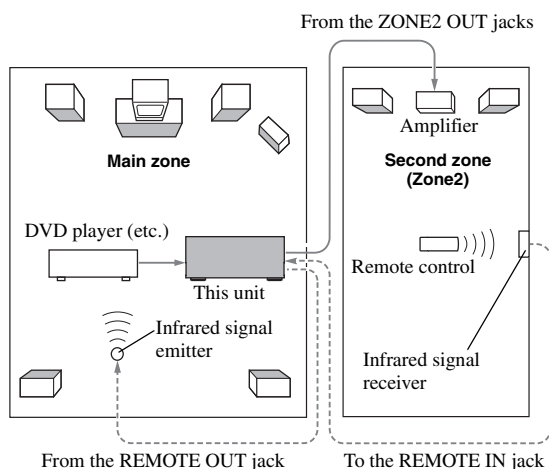 From the ZONE2 OUT jacks
Main zone
Amplifier
Second zone
(Zone2)
DVD player (etc.)
This unit
Remote control
Infrared signal
emitter
Infrared signal
receiver
From the REMOTE OUT jack
To the REMOTE IN jack